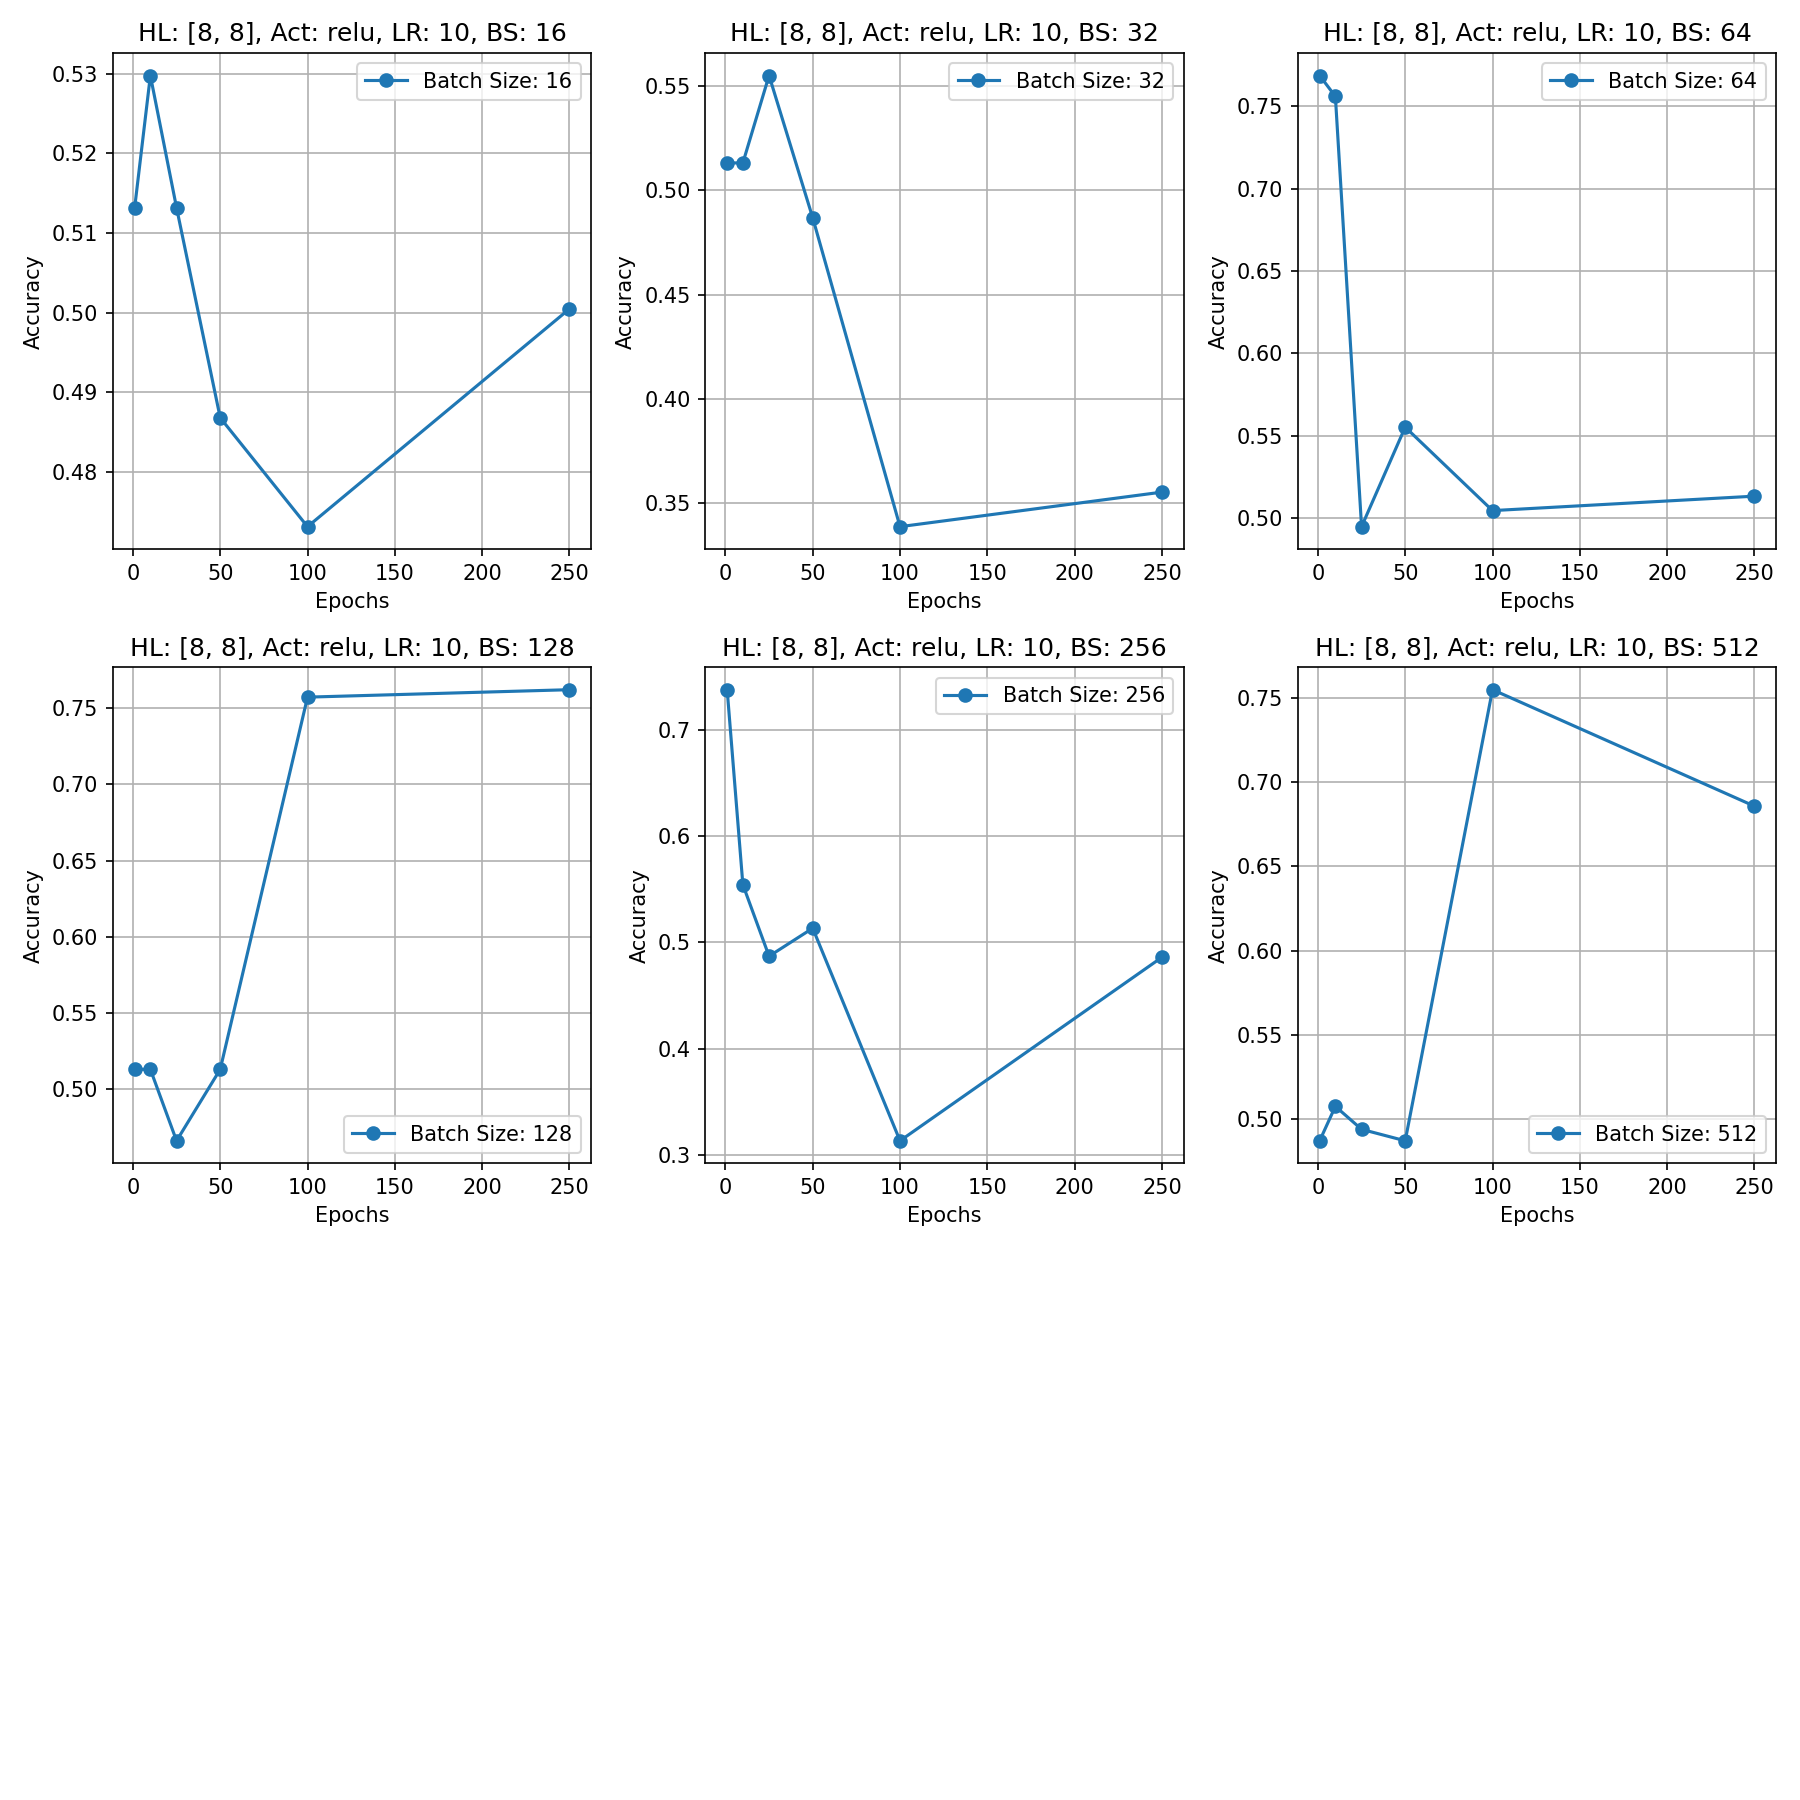 HL: [8, 8], Act: relu, LR: 10, BS: 16
Batch Size: 16
0.53
0.52
0.51
0.50
0.49
0.48
Accuracy
0 50 100 150 200 250
Epochs
HL: [8, 8], Act: relu, LR: 10, BS: 32
Batch Size: 32
0.55
0.50
0.45
0.40
0.35
Accuracy
0 50 100 150 200 250
Epochs
HL: [8, 8], Act: relu, LR: 10, BS: 64
Batch Size: 64
0.75
0.70
0.65
0.60
0.55
0.50
Accuracy
0 50 100 150 200 250
Epochs
HL: [8, 8], Act: relu, LR: 10, BS: 128
0.75
0.70
0.65
0.60
0.55
0.50
Accuracy
Batch Size: 128
0 50 100 150 200 250
Epochs
HL: [8, 8], Act: relu, LR: 10, BS: 256
Batch Size: 256
0.7
0.6
0.5
0.4
0.3
Accuracy
0 50 100 150 200 250
Epochs
HL: [8, 8], Act: relu, LR: 10, BS: 512
0.75
0.70
0.65
0.60
0.55
0.50
Accuracy
Batch Size: 512
0 50 100 150 200 250
Epochs